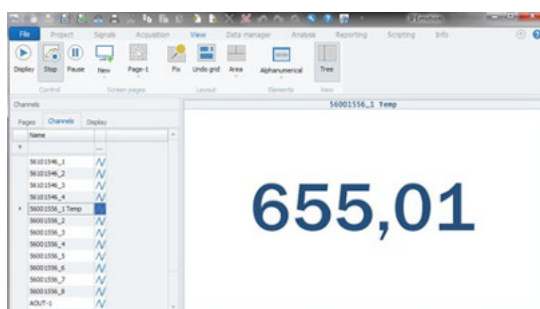 P1motion
File Project Signals Acquisition View Data manager Analysis Reporting Scripting Info
Display Stop Pause New Page-1 Fix Undo grid Area Alphanumerical Tree
Control Screen pages Layout Elements View
Channels
Pages Channels Display
Name
...
56101546_1
56101546_2
56101546_3
56101546_4
56001556_1 Temp
56001556_2
56001556_3
56001556_4
56001556_5
56001556_6
56001556_7
56001556_8
AOUT-1
56001556_1 Temp
655,01